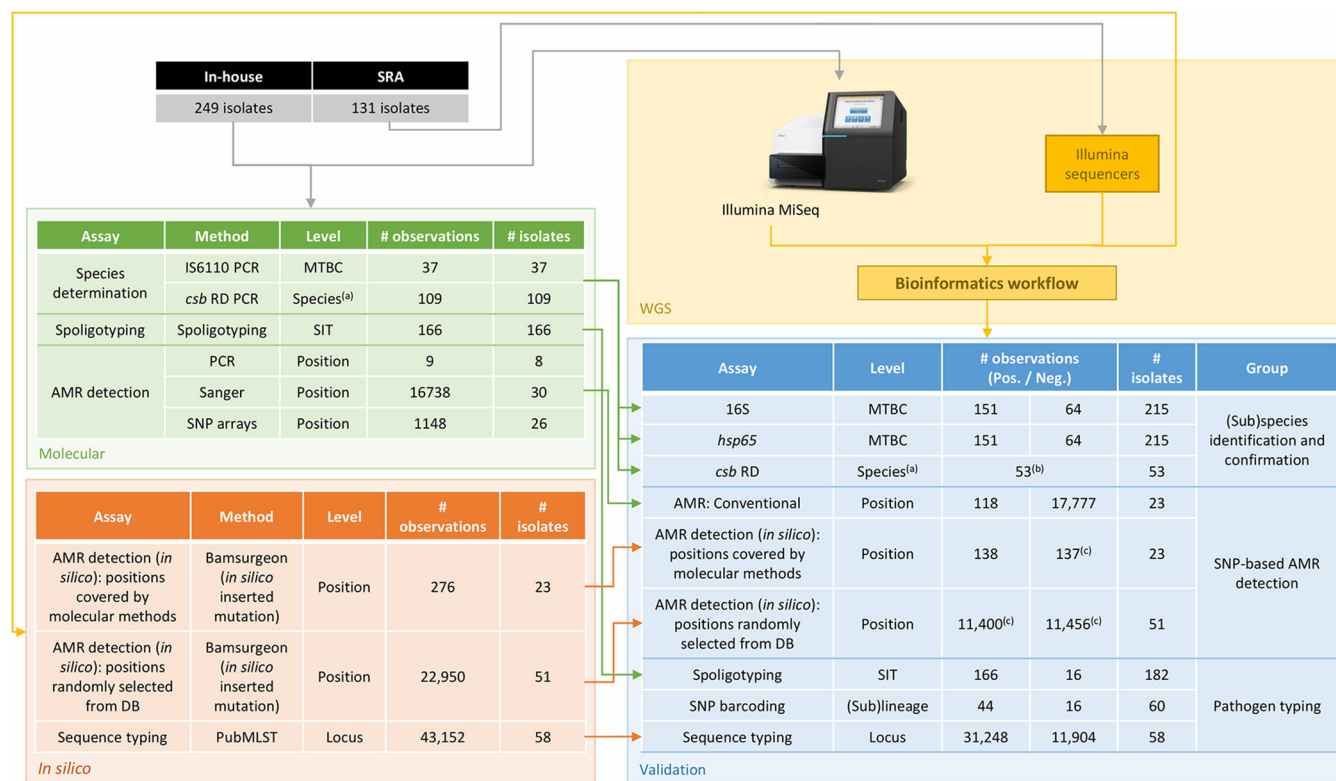 In-house SRA
249 isolates 131 isolates
Illumina MiSeq
Illumina
sequencers
Bioinformatics workflow
WGS
Assay Method Level # observations # isolates
Species
determination
IS6110 PCR MTBC 37 37
csb RD PCR Species(a) 109 109
Spoligotyping Spoligotyping SIT 166 166
AMR detection
PCR Position 9 8
Sanger Position 16738 30
SNP arrays Position 1148 26
Molecular
Assay Method Level
#
observations
#
isolates
AMR detection (in
silico): positions
covered by
molecular methods
Bamsurgeon
(in silico
inserted
mutation)
Position 276 23
AMR detection (in
silico): positions
randomly selected
from DB
Bamsurgeon
(in silico
inserted
mutation)
Position 22,950 51
Sequence typing PubMLST Locus 43,152 58
In silico
Assay Level
# observations
(Pos. / Neg.)
#
isolates
Group
16S MTBC 151 64 215
hsp65 MTBC 151 64 215
csb RD Species(a) 53(b) 53
(Sub)species
identification and
confirmation
AMR: Conventional Position 118 17,777 23
AMR detection (in silico):
positions covered by
molecular methods
Position 138 137(c) 23
AMR detection (in silico):
positions randomly
selected from DB
Position 11,400(c) 11,456(c) 51
SNP-based AMR
detection
Spoligotyping SIT 166 16 182
SNP barcoding (Sub)lineage 44 16 60
Sequence typing Locus 31,248 11,904 58
Pathogen typing
Validation